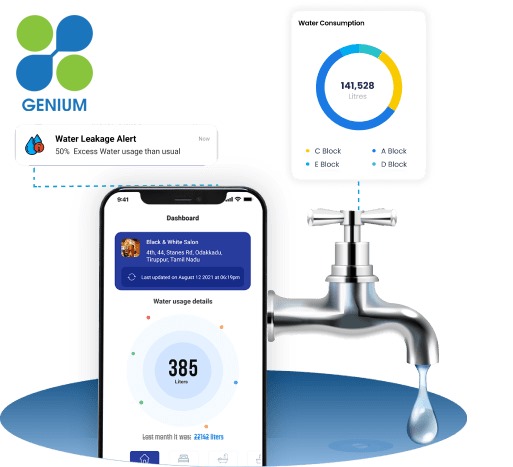 GENIUM
Water Consumption
141,528
Litres
C Block
A Block
E Block
D Block
Water Leakage Alert
Now
50% Excess Water usage than usual
9:41
Dashboard
Black & White Salon
4th, 44, Stanes Rd, Odakkadu,
Tiruppur, Tamil Nadu
Last updated on August 12 2021 at 06:19pm
Water usage details
385
Liters
Last month it was: 22142 liters